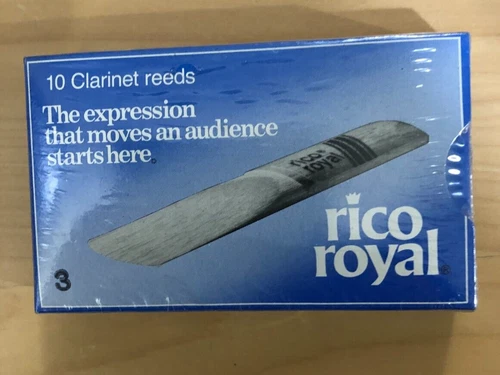 10 Clarinet reeds
The expression
that moves an audience
starts here.
rico
royal
rico
royal®
3